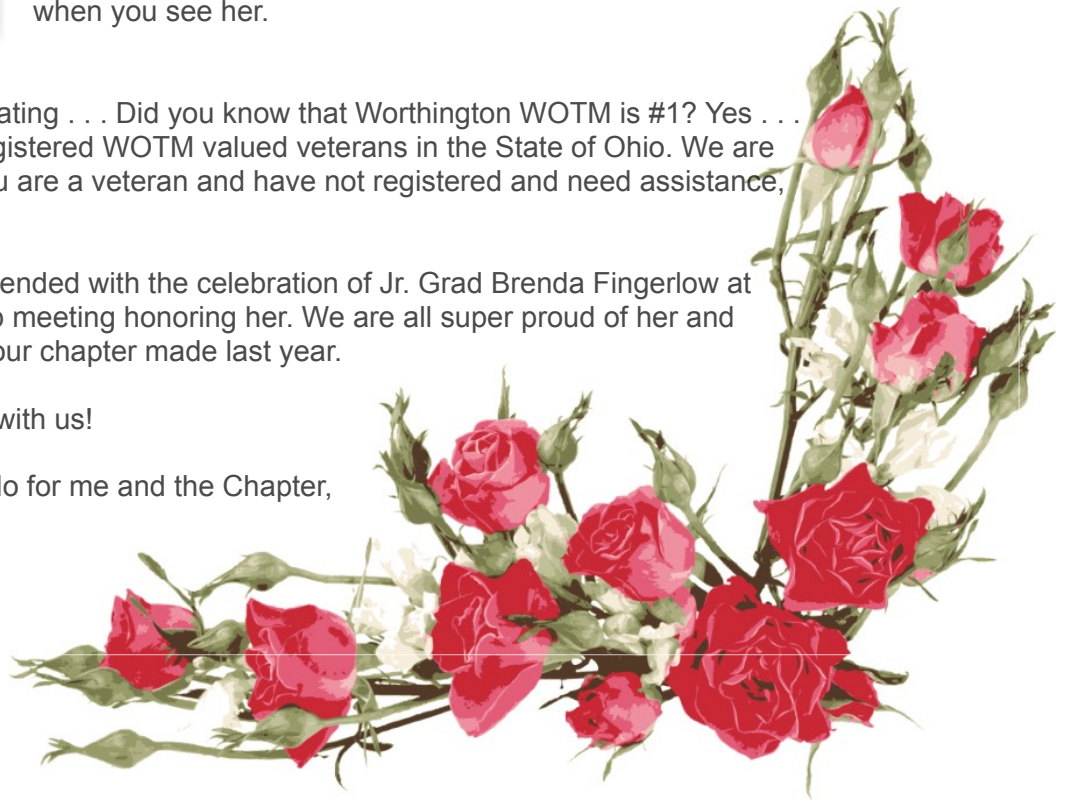 when you see her.
ating . . . Did you know that Worthington WOTM is #1? Yes . . .
gistered WOTM valued veterans in the State of Ohio. We are
u are a veteran and have not registered and need assistance,
ended with the celebration of Jr. Grad Brenda Fingerlow at
meeting honoring her. We are all super proud of her and
our chapter made last year.
with us!
do for me and the Chapter,